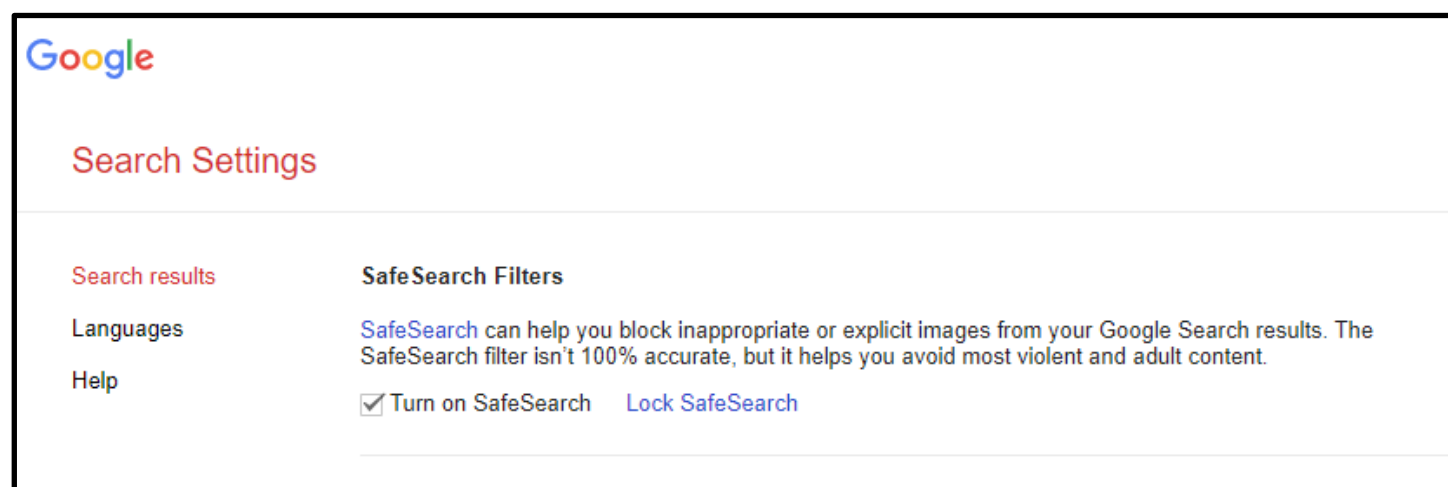 Google
Search Settings
Search results
Languages
Help
SafeSearch Filters
SafeSearch can help you block inappropriate or explicit images from your Google Search results. The
SafeSearch filter isn't 100% accurate, but it helps you avoid most violent and adult content.
Turn on SafeSearch Lock SafeSearch